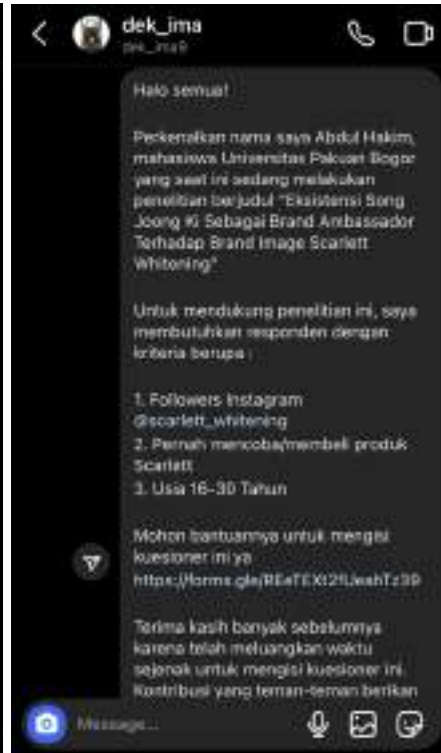 dek_ima
dek_ima9
Halo semua!
Perkenalkan nama saya Abdul Hakim,
mahasiswa Universitas Pakuan Bogor
yang saat ini sedang melakukan
penelitian berjudul "Eksistensi Song
Joong Ki Sebagai Brand Ambassador
Terhadap Brand Image Scarlett
Whitening"
Untuk mendukung penelitian ini, saya
membutuhkan responden dengan
kriteria berupa :
1. Followers Instagram
@scarlett_whitening
2. Pernah mencoba/membeli produk
Scarlett
3. Usia 16-30 Tahun
Mohon bantuannya untuk mengisi
kuesioner ini ya
Terima kasih banyak sebelumnya
karena telah meluangkan waktu
sejenak untuk mengisi kuesioner ini.
Kontribusi yang teman-teman berikan
Message...